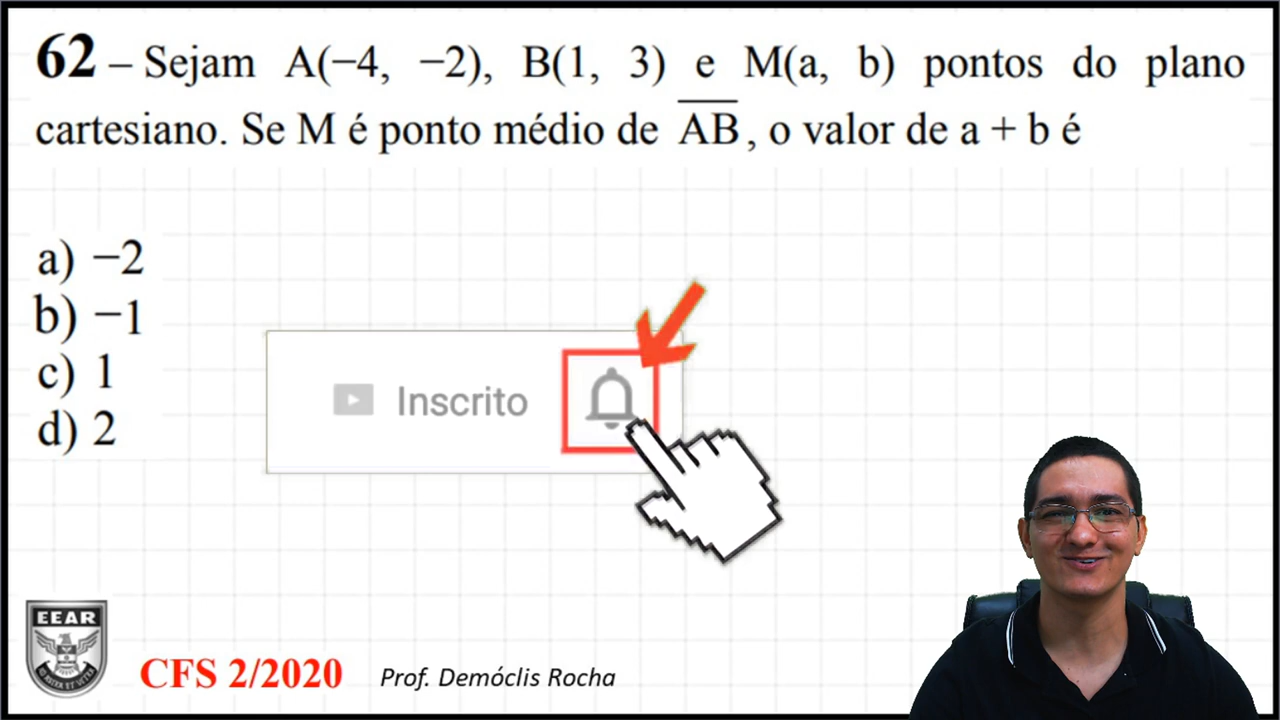 62 – Sejam A(−4, −2), B(1, 3) e M(a, b) pontos do plano
cartesiano. Se M é ponto médio de A̅B̅, o valor de a + b é
a) −2
b) −1
c) 1
d) 2
Inscrito
EEAR
CFS 2/2020 Prof. Demóclis Rocha